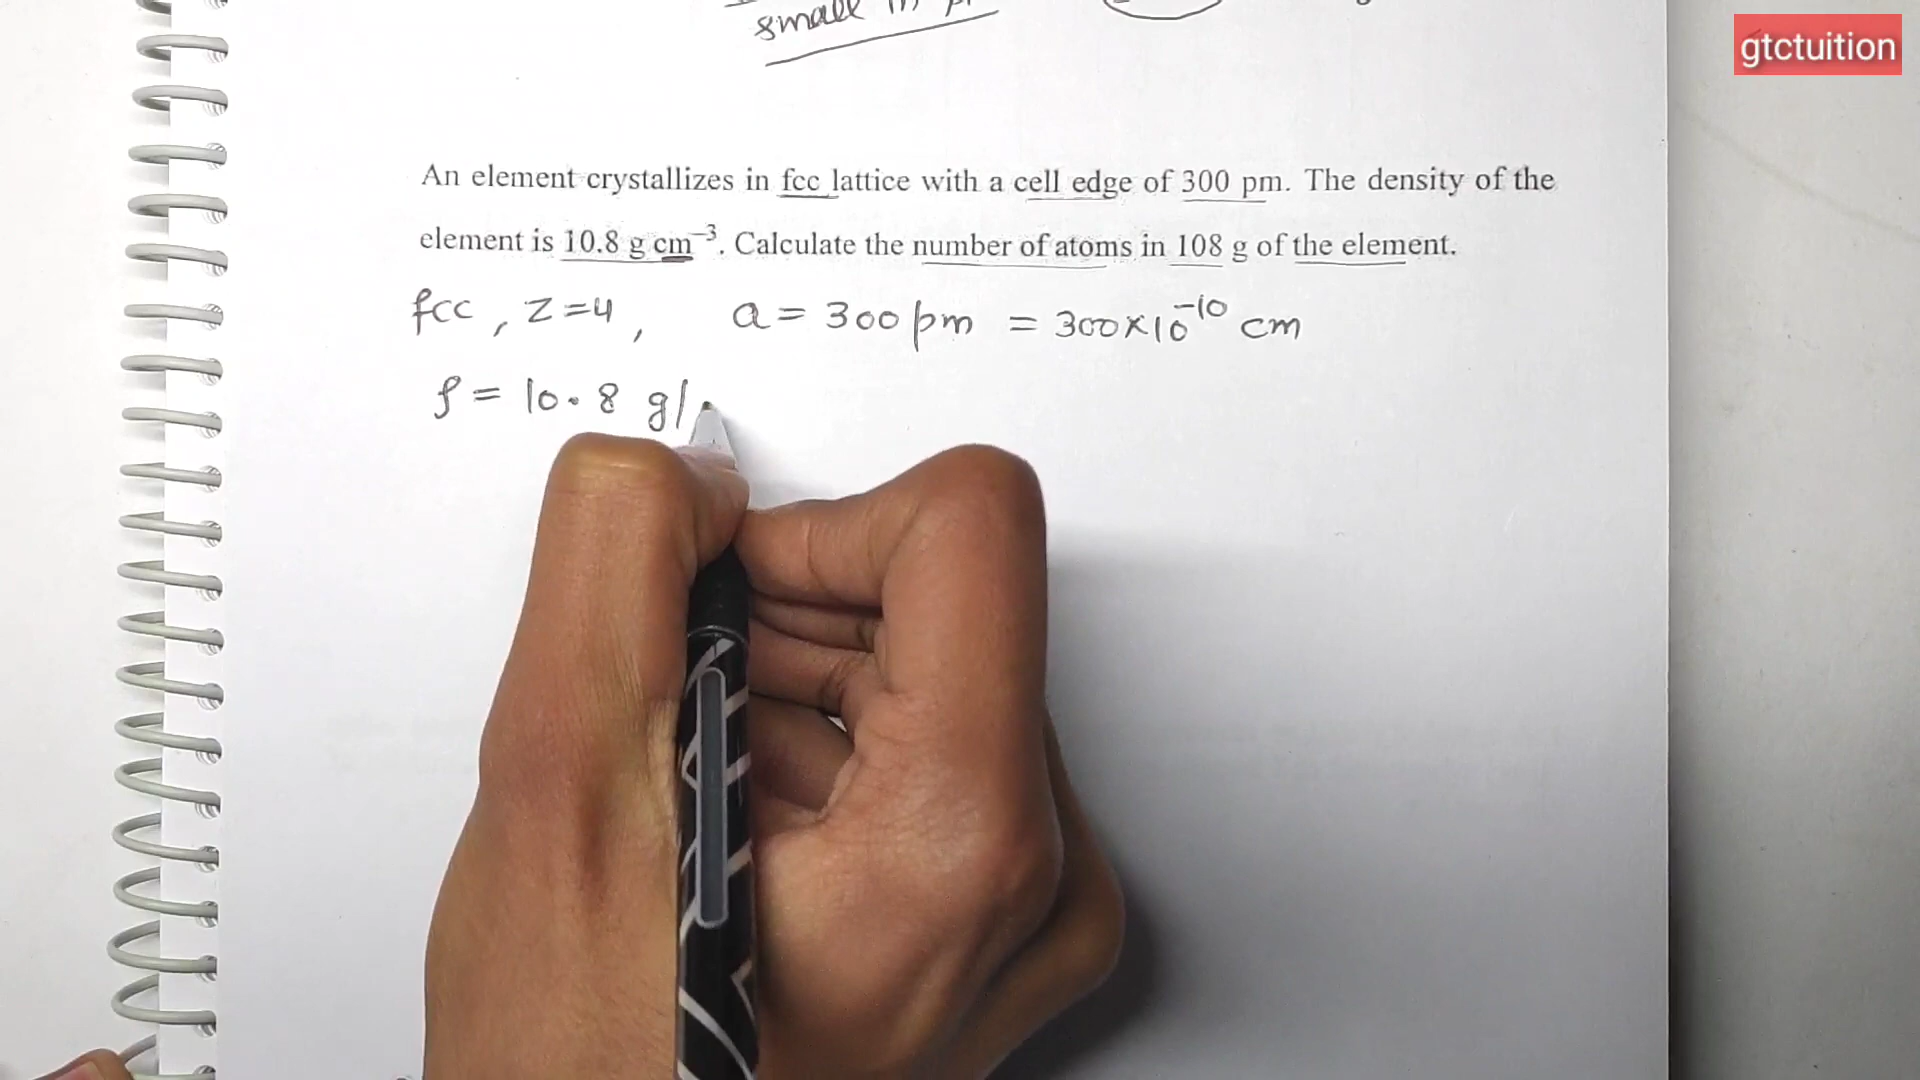 small in
gtctuition
An element crystallizes in fcc lattice with a cell edge of 300 pm. The density of the
element is 10.8 g cm⁻³. Calculate the number of atoms in 108 g of the element.
fcc, Z=4, a = 300 pm = 300×10⁻¹⁰ cm
ρ = 10.8 g/